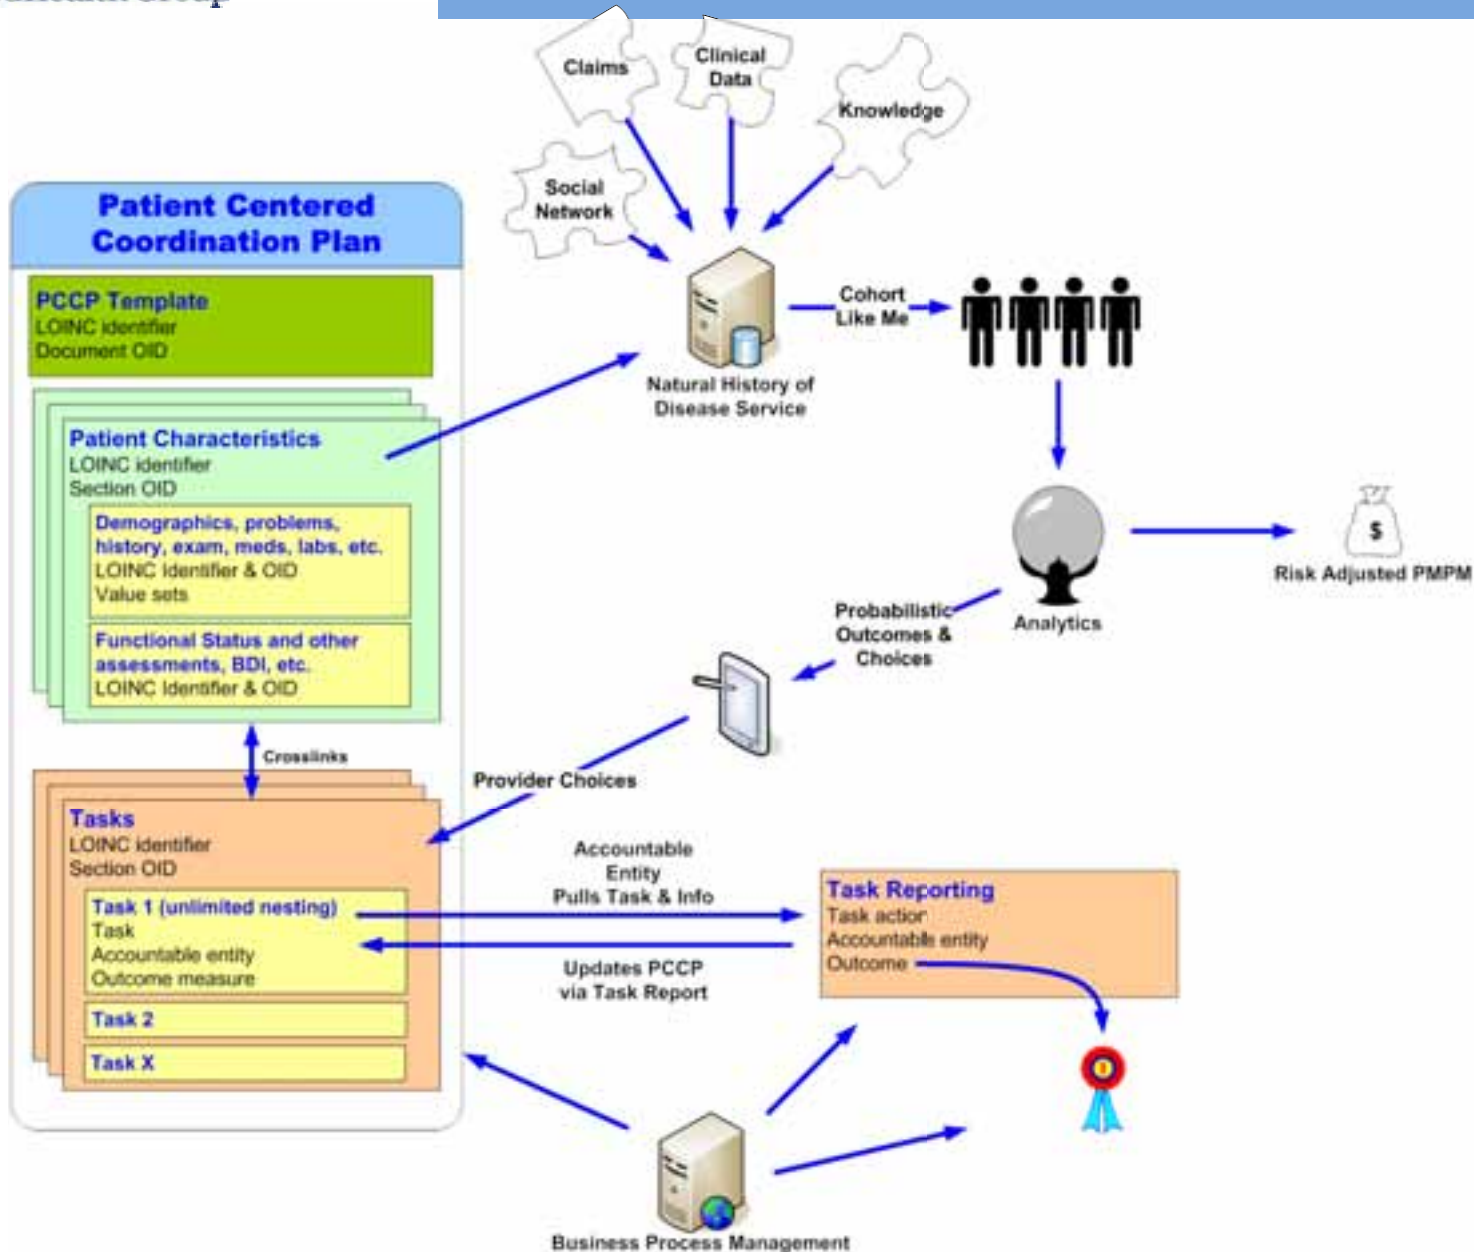 Group
Claims
Clinical
Data
Knowledge
Social
Network
Patient Centered
Coordination Plan
PCCP Template
LOINC identifier
Document OID
Cohort
Like Me
Natural History of
Disease Service
Patient Characteristics
LOINC identifier
Section OID
Demographics, problems,
history, exam, meds, labs, etc.
LOINC Identifier & OID
Value sets
Functional Status and other
assessments, BDI, etc.
LOINC Identifier & OID
$
Risk Adjusted PMPM
Analytics
Probabilistic
Outcomes &
Choices
Crosslinks
Provider Choices
Tasks
LOINC identifier
Section OID
Task 1 (unlimited nesting)
Task
Accountable entity
Outcome measure
Task 2
Task X
Accountable
Entity
Pulls Task & Info
Updates PCCP
via Task Report
Task Reporting
Task action
Accountable entity
Outcome
Business Process Management